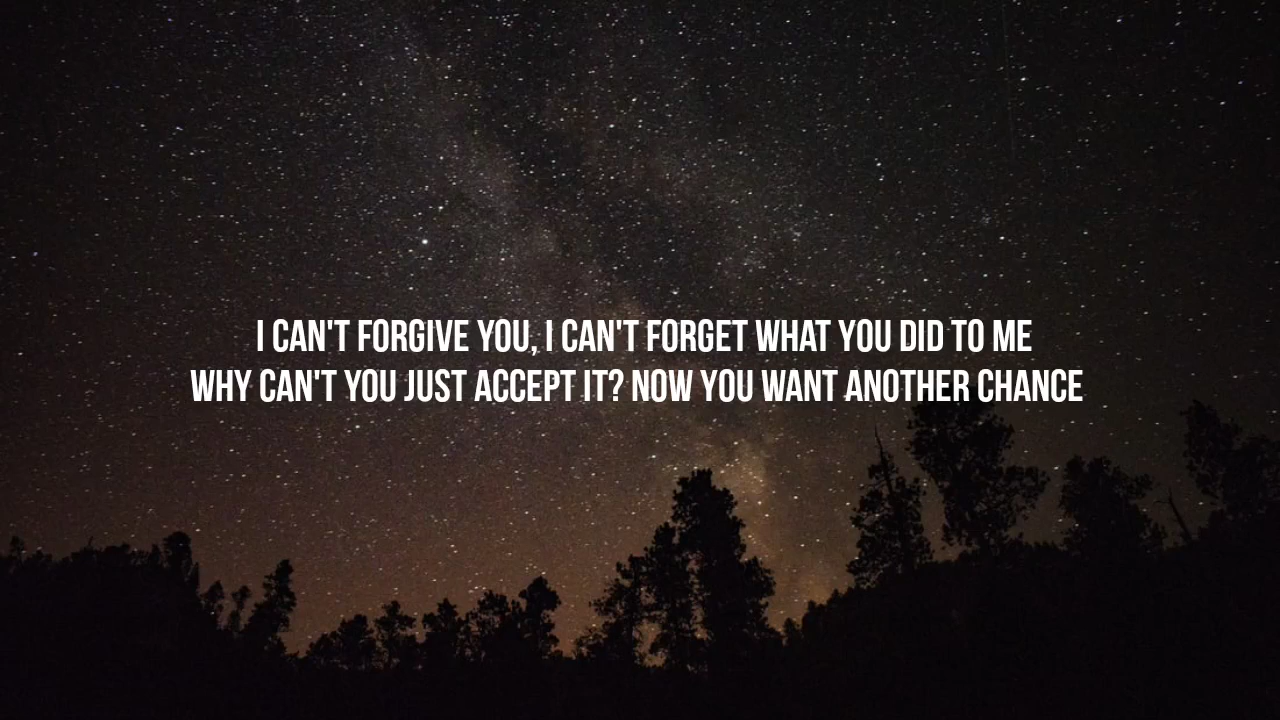 I CAN'T FORGIVE YOU, I CAN'T FORGET WHAT YOU DID TO ME
WHY CAN'T YOU JUST ACCEPT IT? NOW YOU WANT ANOTHER CHANCE